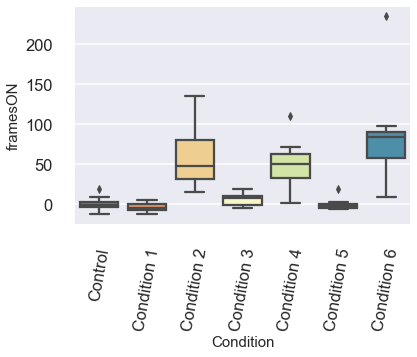 framesON
200
150
100
50
0
Control
Condition 1
Condition 2
Condition 3
Condition 4
Condition 5
Condition 6
Condition